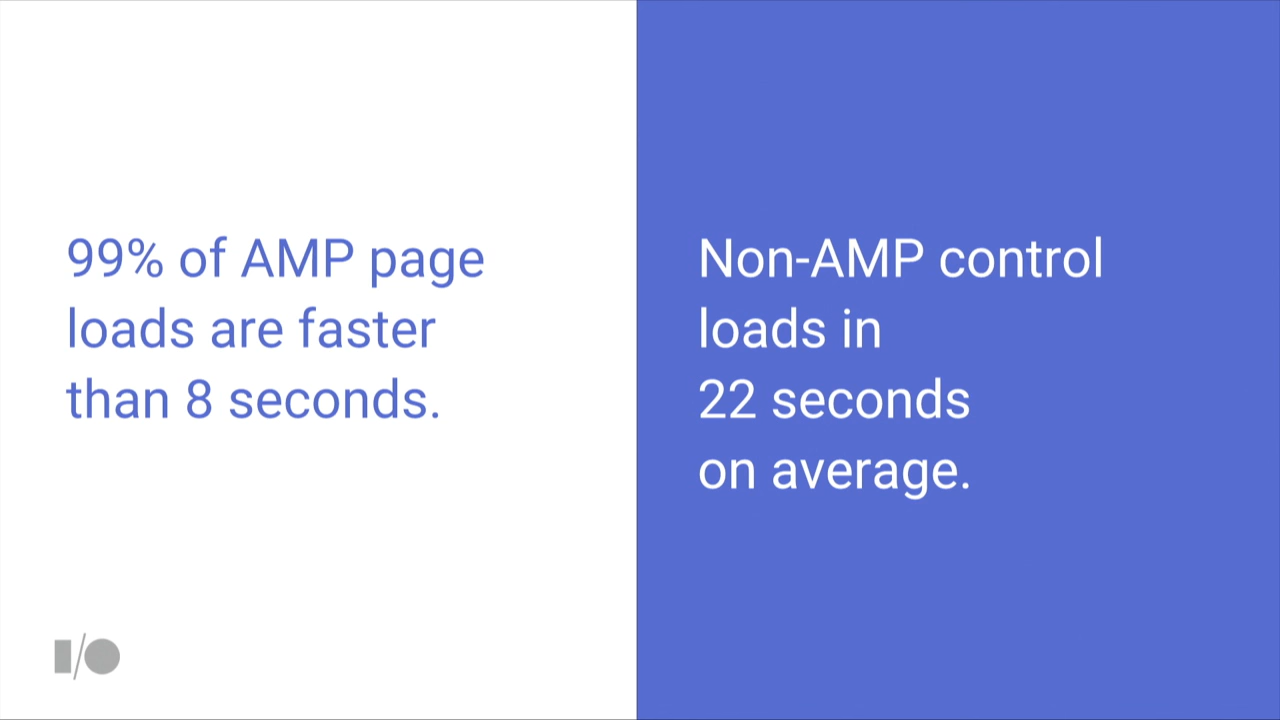 99% of AMP page
loads are faster
than 8 seconds.
Non-AMP control
loads in
22 seconds
on average.
I/O